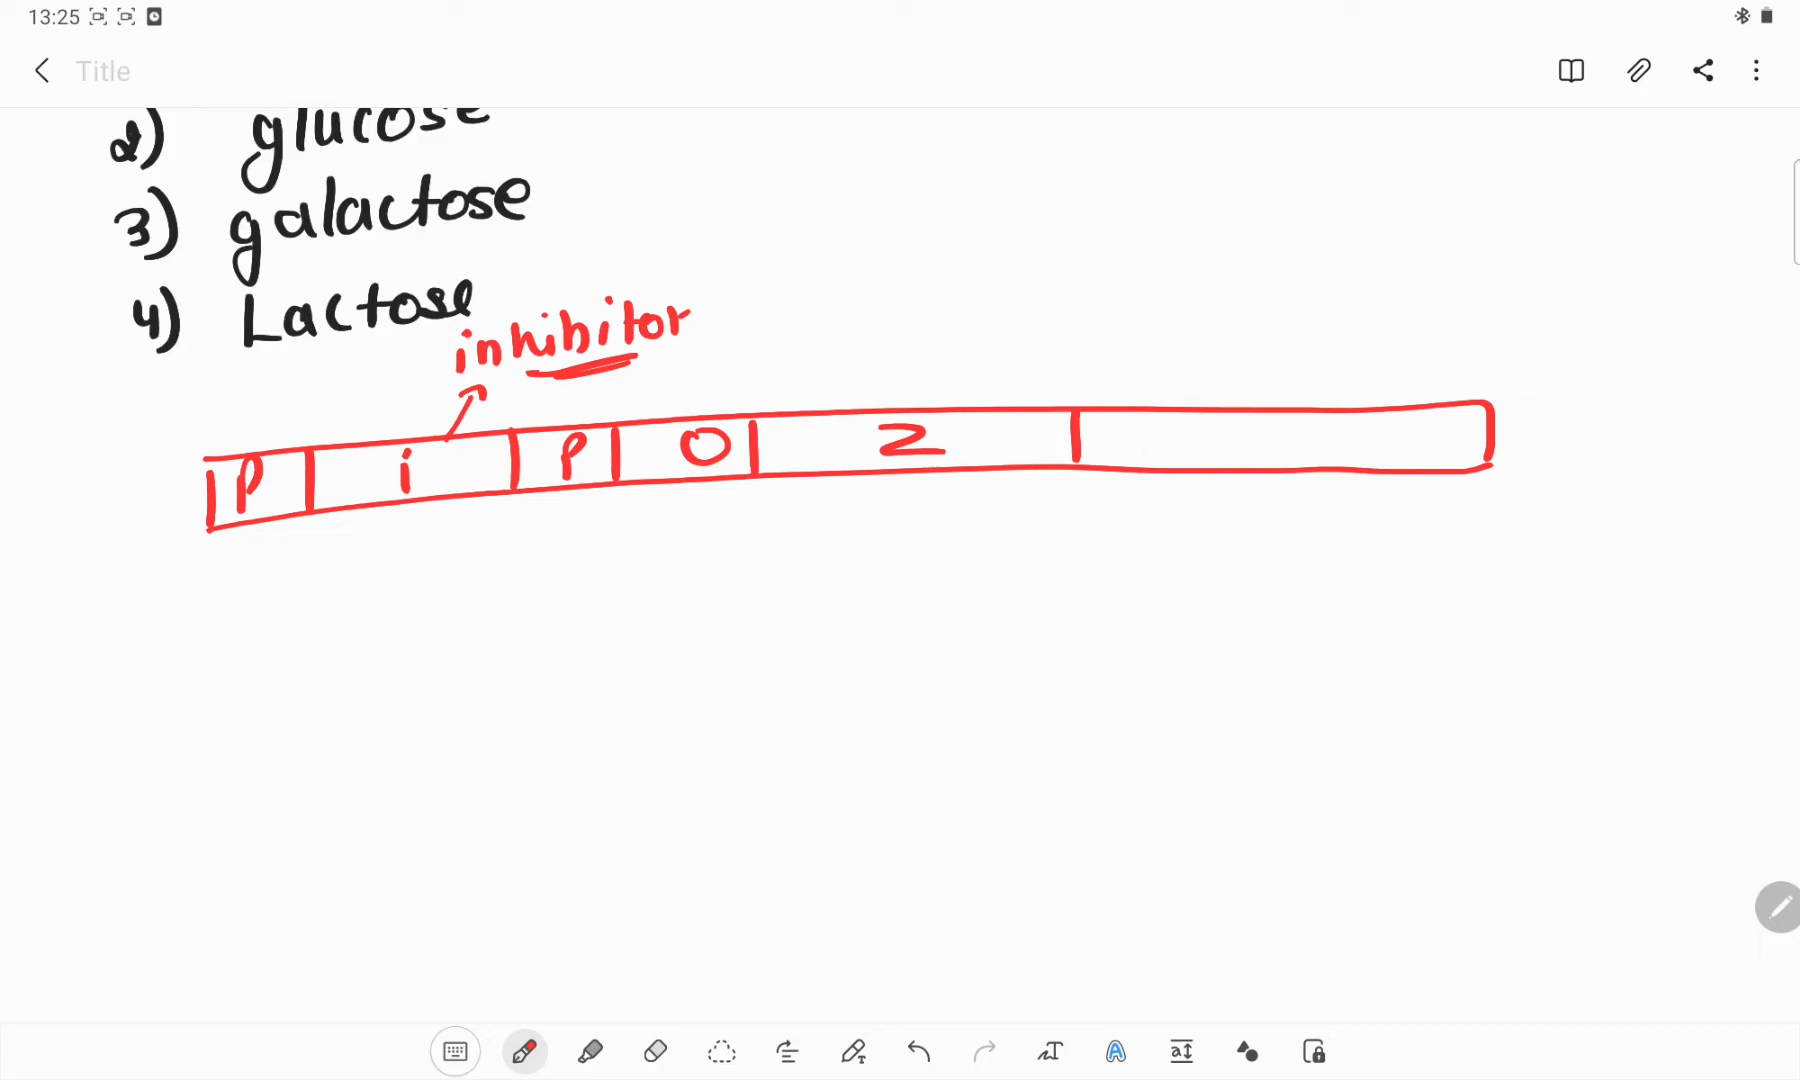 13:25
Title
2) glucose
3) galactose
4) Lactose
inhibitor
P i P O Z